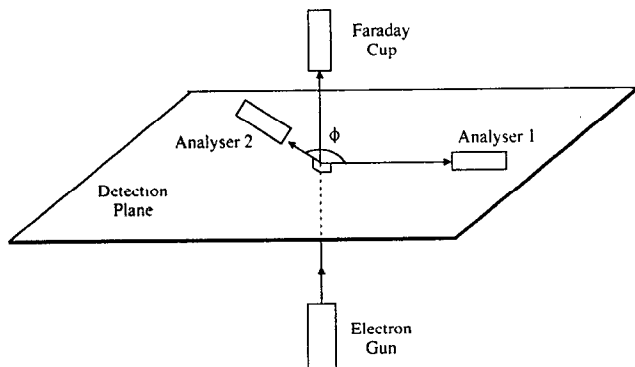 Faraday
Cup
ϕ
Analyser 1
Analyser 2
Detection
Plane
Electron
Gun